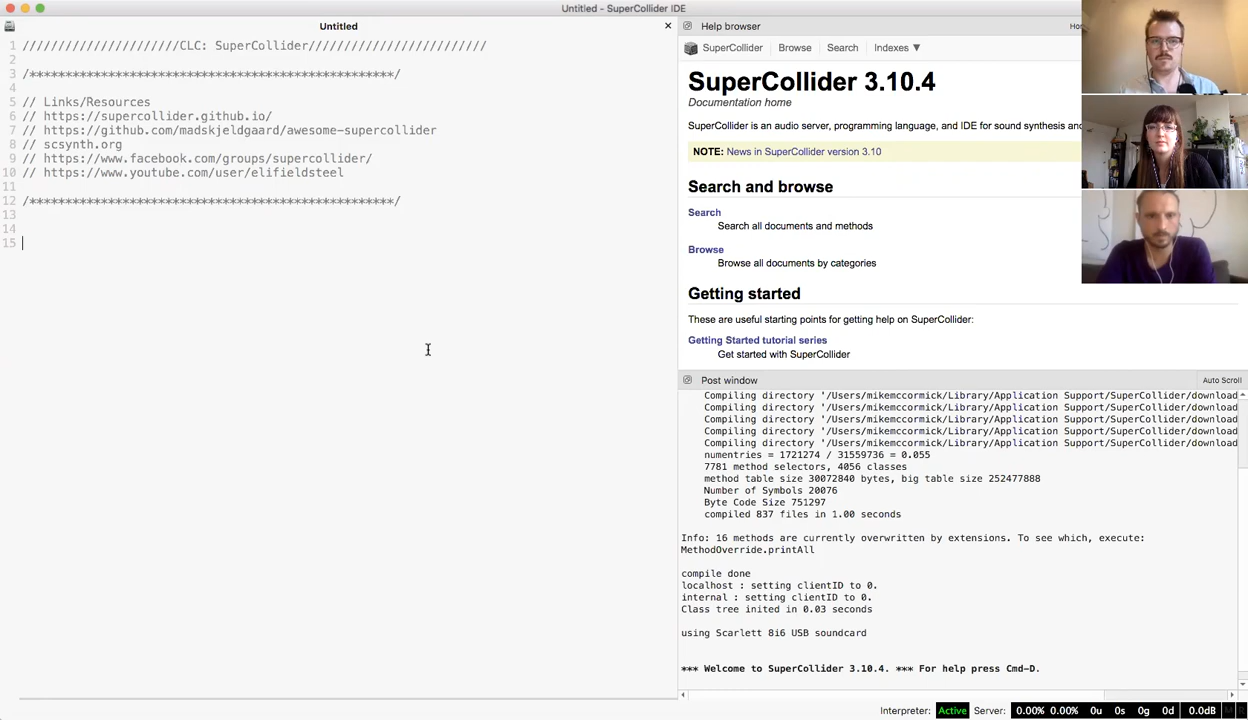 Untitled - SuperCollider IDE
Untitled
1 //////////////////////CLC: SuperCollider/////////////////////////
2
3 /***************************************************/
4
5 // Links/Resources
6 // https://supercollider.github.io/
7 // https://github.com/madskjeldgaard/awesome-supercollider
8 // scsynth.org
9 // https://www.facebook.com/groups/supercollider/
10 // https://www.youtube.com/user/elifieldsteel
11
12 /***************************************************/
13
14
15
Help browser
SuperCollider Browse Search Indexes ▼
SuperCollider 3.10.4
Documentation home
SuperCollider is an audio server, programming language, and IDE for sound synthesis and
NOTE: News in SuperCollider version 3.10
Search and browse
Search
Search all documents and methods
Browse
Browse all documents by categories
Getting started
These are useful starting points for getting help on SuperCollider:
Getting Started tutorial series
Get started with SuperCollider
Post window Auto Scroll
Compiling directory '/Users/mikemccormick/Library/Application Support/SuperCollider/download
Compiling directory '/Users/mikemccormick/Library/Application Support/SuperCollider/download
Compiling directory '/Users/mikemccormick/Library/Application Support/SuperCollider/download
Compiling directory '/Users/mikemccormick/Library/Application Support/SuperCollider/download
Compiling directory '/Users/mikemccormick/Library/Application Support/SuperCollider/download
numentries = 1721274 / 31559736 = 0.055
7781 method selectors, 4056 classes
method table size 30072840 bytes, big table size 252477888
Number of Symbols 20076
Byte Code Size 751297
compiled 837 files in 1.00 seconds
Info: 16 methods are currently overwritten by extensions. To see which, execute:
MethodOverride.printAll
compile done
localhost : setting clientID to 0.
internal : setting clientID to 0.
Class tree inited in 0.03 seconds
using Scarlett 8i6 USB soundcard
*** Welcome to SuperCollider 3.10.4. *** For help press Cmd-D.
Interpreter: Active Server: 0.00% 0.00% 0u 0s 0g 0d 0.0dB M R